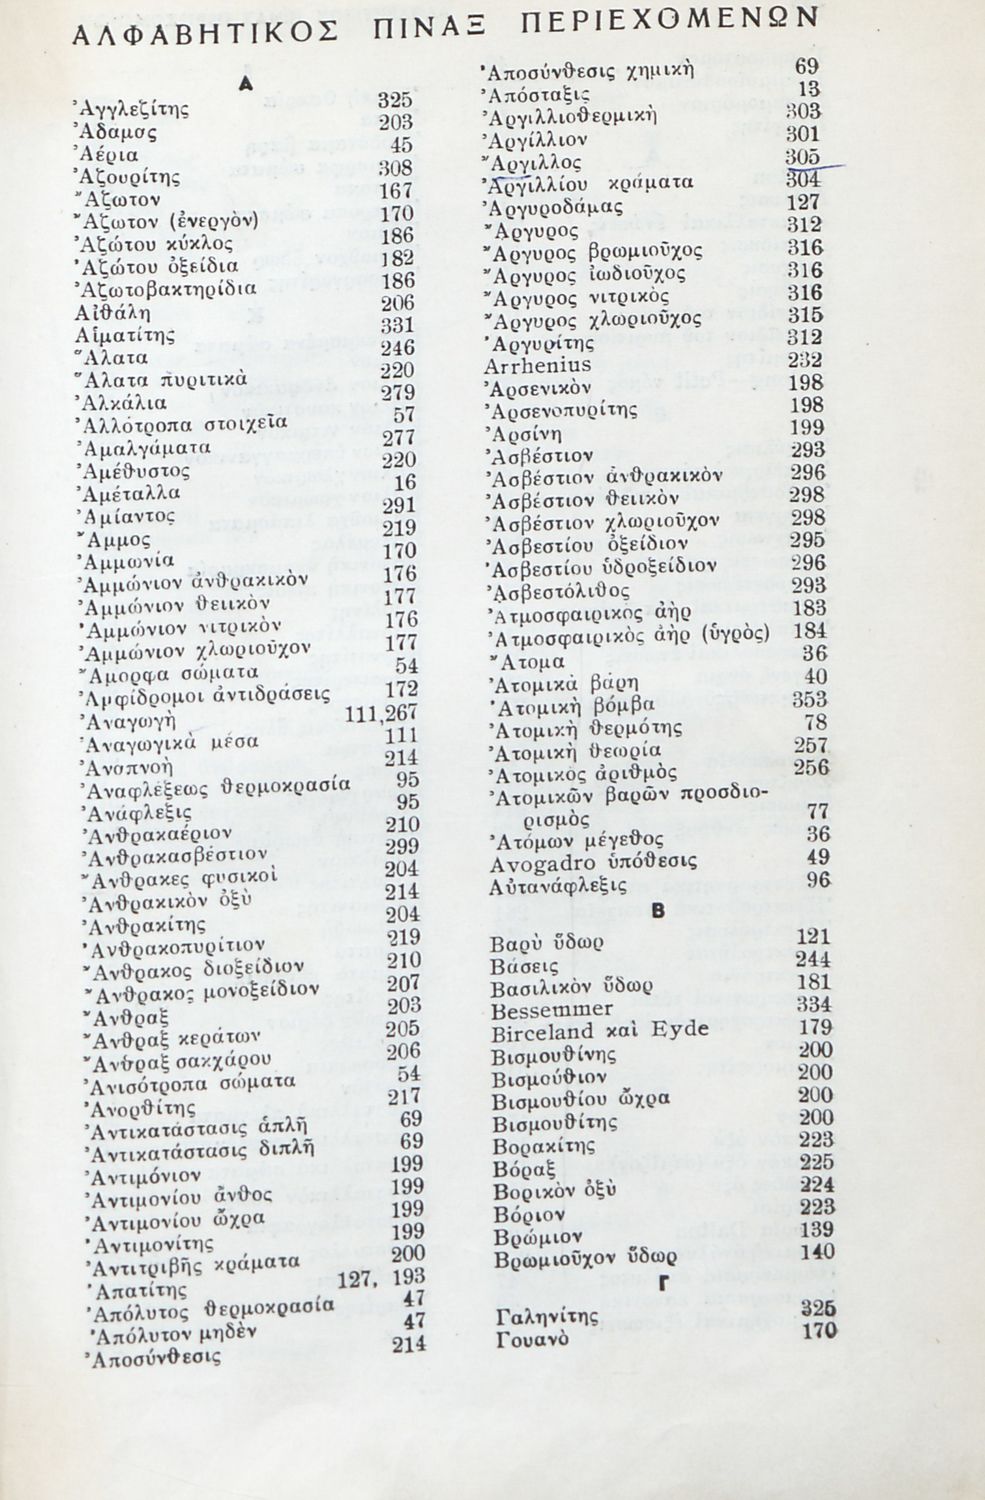 ΑΛΦΑΒΗΤΙΚΟΣ ΠΙΝΑΞ ΠΕΡΙΕΧΟΜΕΝΩΝ
Α
Ἀγγλεζίτης 325
Ἀδαμας 203
Ἀέρια 45
Ἀζουρίτης 308
Ἄζωτον 167
Ἄζωτον (ἐνεργὸν) 170
Ἀζώτου κύκλος 186
Ἀζώτου ὀξείδια 182
Ἀζωτοβακτηρίδια 186
Αἰθάλη 206
Αἱματίτης 331
Ἅλατα 246
Ἅλατα πυριτικὰ 220
Ἀλκάλια 279
Ἀλλότροπα στοιχεῖα 57
Ἀμαλγάματα 277
Ἀμέθυστος 220
Ἀμέταλλα 16
Ἀμίαντος 291
Ἄμμος 219
Ἀμμωνία 170
Ἀμμώνιον ἀνθρακικὸν 176
Ἀμμώνιον θειικὸν 177
Ἀμμώνιον νιτρικὸν 176
Ἀμμώνιον χλωριοῦχον 177
Ἄμορφα σώματα 54
Ἀμφίδρομοι ἀντιδράσεις 172
Ἀναγωγὴ 111,267
Ἀναγωγικὰ μέσα 111
Ἀναπνοὴ 214
Ἀναφλέξεως θερμοκρασία 95
Ἀνάφλεξις 95
Ἀνθρακαέριον 210
Ἀνθρακασβέστιον 299
Ἄνθρακες φυσικοὶ 204
Ἀνθρακικὸν ὀξὺ 214
Ἀνθρακίτης 204
Ἀνθρακοπυρίτιον 219
Ἄνθρακος διοξείδιον 210
Ἄνθρακος μονοξείδιον 207
Ἄνθραξ 203
Ἄνθραξ κεράτων 205
Ἄνθραξ σακχάρου 206
Ἀνισότροπα σώματα 54
Ἀνορθίτης 217
Ἀντικατάστασις ἁπλῆ 69
Ἀντικατάστασις διπλῆ 69
Ἀντιμόνιον 199
Ἀντιμονίου ἄνθος 199
Ἀντιμονίου ὤχρα 199
Ἀντιμονίτης 199
Ἀντιτριβῆς κράματα 200
Ἀπατίτης 127, 193
Ἀπόλυτος θερμοκρασία 47
Ἀπόλυτον μηδὲν 47
Ἀποσύνθεσις 214
Ἀποσύνθεσις χημικὴ 69
Ἀπόσταξις 13
Ἀργιλλιοθερμικὴ 303
Ἀργίλλιον 301
Ἄργιλλος 305
Ἀργιλλίου κράματα 304
Ἀργυροδάμας 127
Ἄργυρος 312
Ἄργυρος βρωμιοῦχος 316
Ἄργυρος ἰωδιοῦχος 316
Ἄργυρος νιτρικὸς 316
Ἄργυρος χλωριοῦχος 315
Ἀργυρίτης 312
Arrhenius 232
Ἀρσενικὸν 198
Ἀρσενοπυρίτης 198
Ἀρσίνη 199
Ἀσβέστιον 293
Ἀσβέστιον ἀνθρακικὸν 296
Ἀσβέστιον θειικὸν 298
Ἀσβέστιον χλωριοῦχον 298
Ἀσβεστίου ὀξείδιον 295
Ἀσβεστίου ὑδροξείδιον 296
Ἀσβεστόλιθος 293
Ἀτμοσφαιρικὸς ἀὴρ 183
Ἀτμοσφαιρικὸς ἀὴρ (ὑγρὸς) 184
Ἄτομα 36
Ἀτομικὰ βάρη 40
Ἀτομικὴ βόμβα 353
Ἀτομικὴ θερμότης 78
Ἀτομικὴ θεωρία 257
Ἀτομικὸς ἀριθμὸς 256
Ἀτομικῶν βαρῶν προσδιο-
ρισμὸς 77
Ἀτόμων μέγεθος 36
Avogadro ὑπόθεσις 49
Αὐτανάφλεξις 96
Β
Βαρὺ ὕδωρ 121
Βάσεις 244
Βασιλικὸν ὕδωρ 181
Bessemmer 334
Birceland καὶ Eyde 179
Βισμουθίνης 200
Βισμούθιον 200
Βισμουθίου ὤχρα 200
Βισμουθίτης 200
Βορακίτης 223
Βόραξ 225
Βορικὸν ὀξὺ 224
Βόριον 223
Βρώμιον 139
Βρωμιοῦχον ὕδωρ 140
Γ
Γαληνίτης 325
Γουανὸ 170